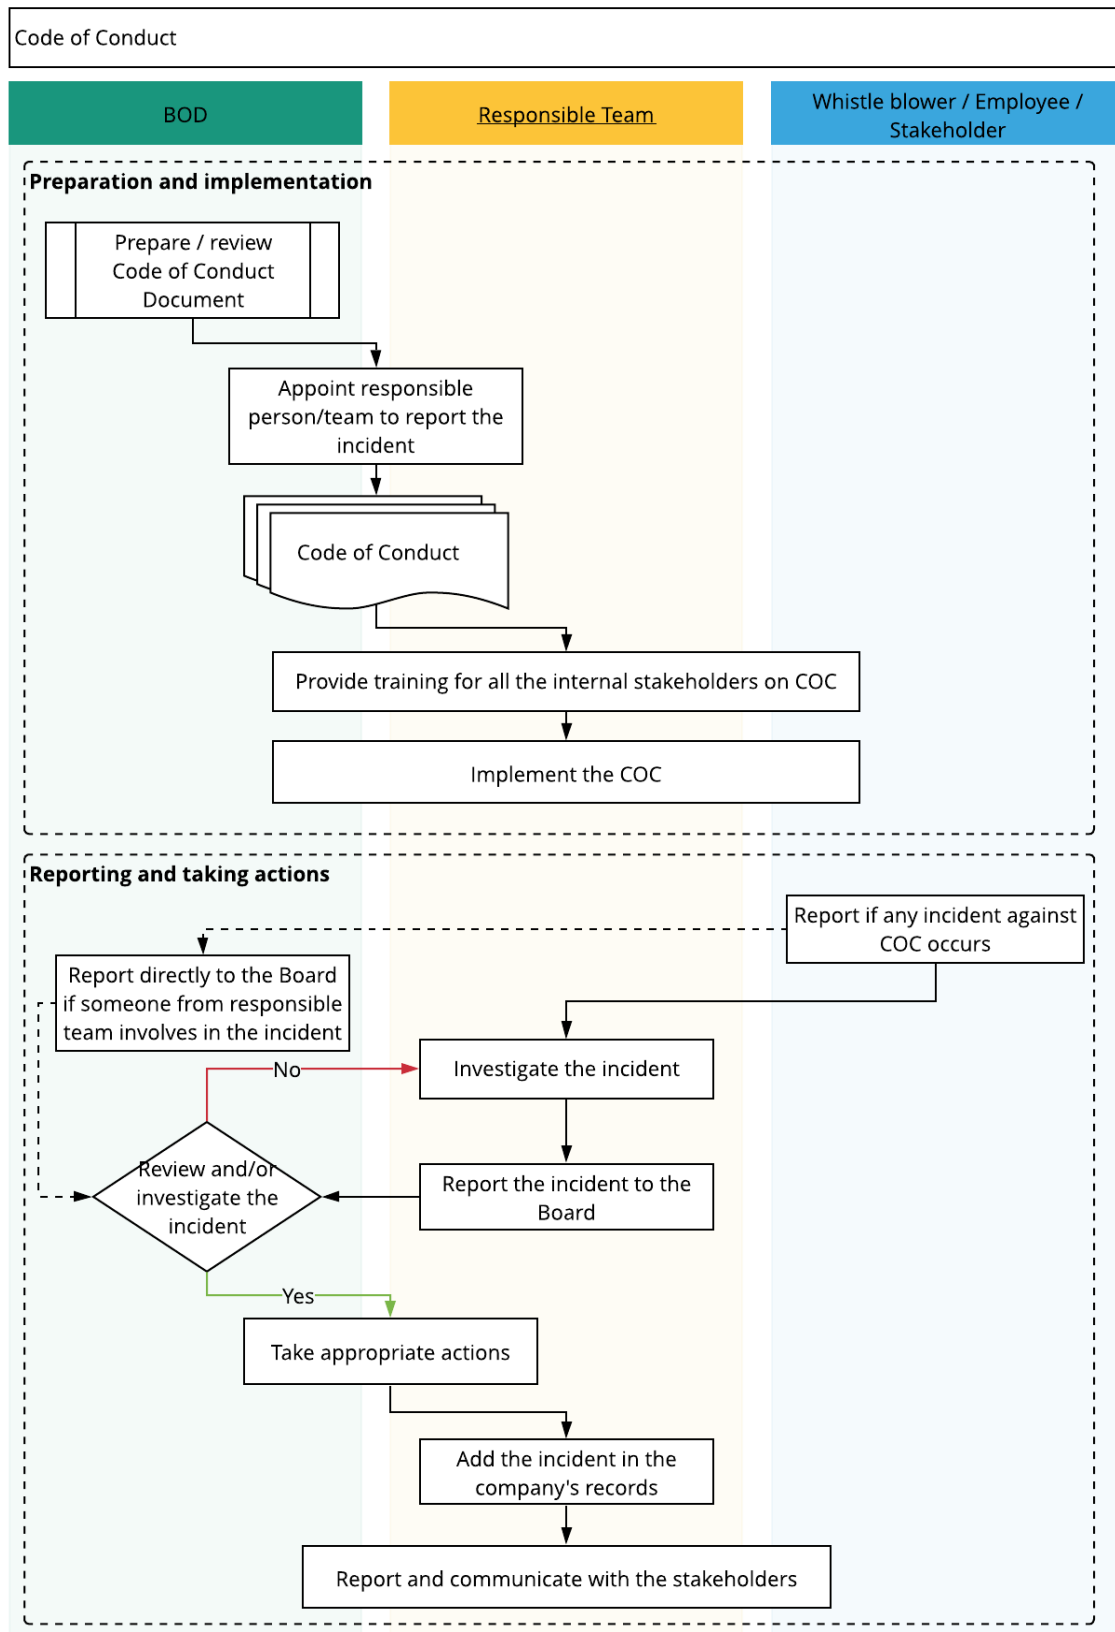 Code of Conduct
BOD
Responsible Team
Whistle blower / Employee /
Stakeholder
Preparation and implementation
Prepare / review
Code of Conduct
Document
Appoint responsible
person/team to report the
incident
Code of Conduct
Provide training for all the internal stakeholders on COC
Implement the COC
Reporting and taking actions
Report if any incident against
COC occurs
Report directly to the Board
if someone from responsible
team involves in the incident
No
Investigate the incident
Review and/or
investigate the
incident
Report the incident to the
Board
Yes
Take appropriate actions
Add the incident in the
company's records
Report and communicate with the stakeholders